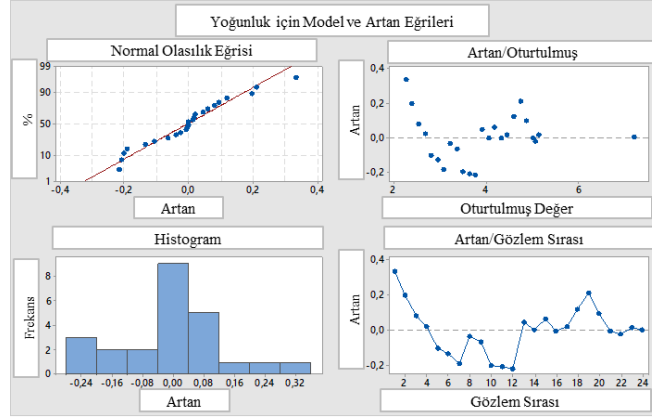 Yoğunluk için Model ve Artan Eğrileri
Normal Olasılık Eğrisi
%
99
90
50
10
1
-0,4 -0,2 0,0 0,2 0,4
Artan
Artan/Oturtulmuş
Artan
0,4
0,2
0,0
-0,2
2 4 6
Oturtulmuş Değer
Histogram
Frekans
8
6
4
2
0
-0,24 -0,16 -0,08 0,00 0,08 0,16 0,24 0,32
Artan
Artan/Gözlem Sırası
Artan
0,4
0,2
0,0
-0,2
2 4 6 8 10 12 14 16 18 20 22 24
Gözlem Sırası